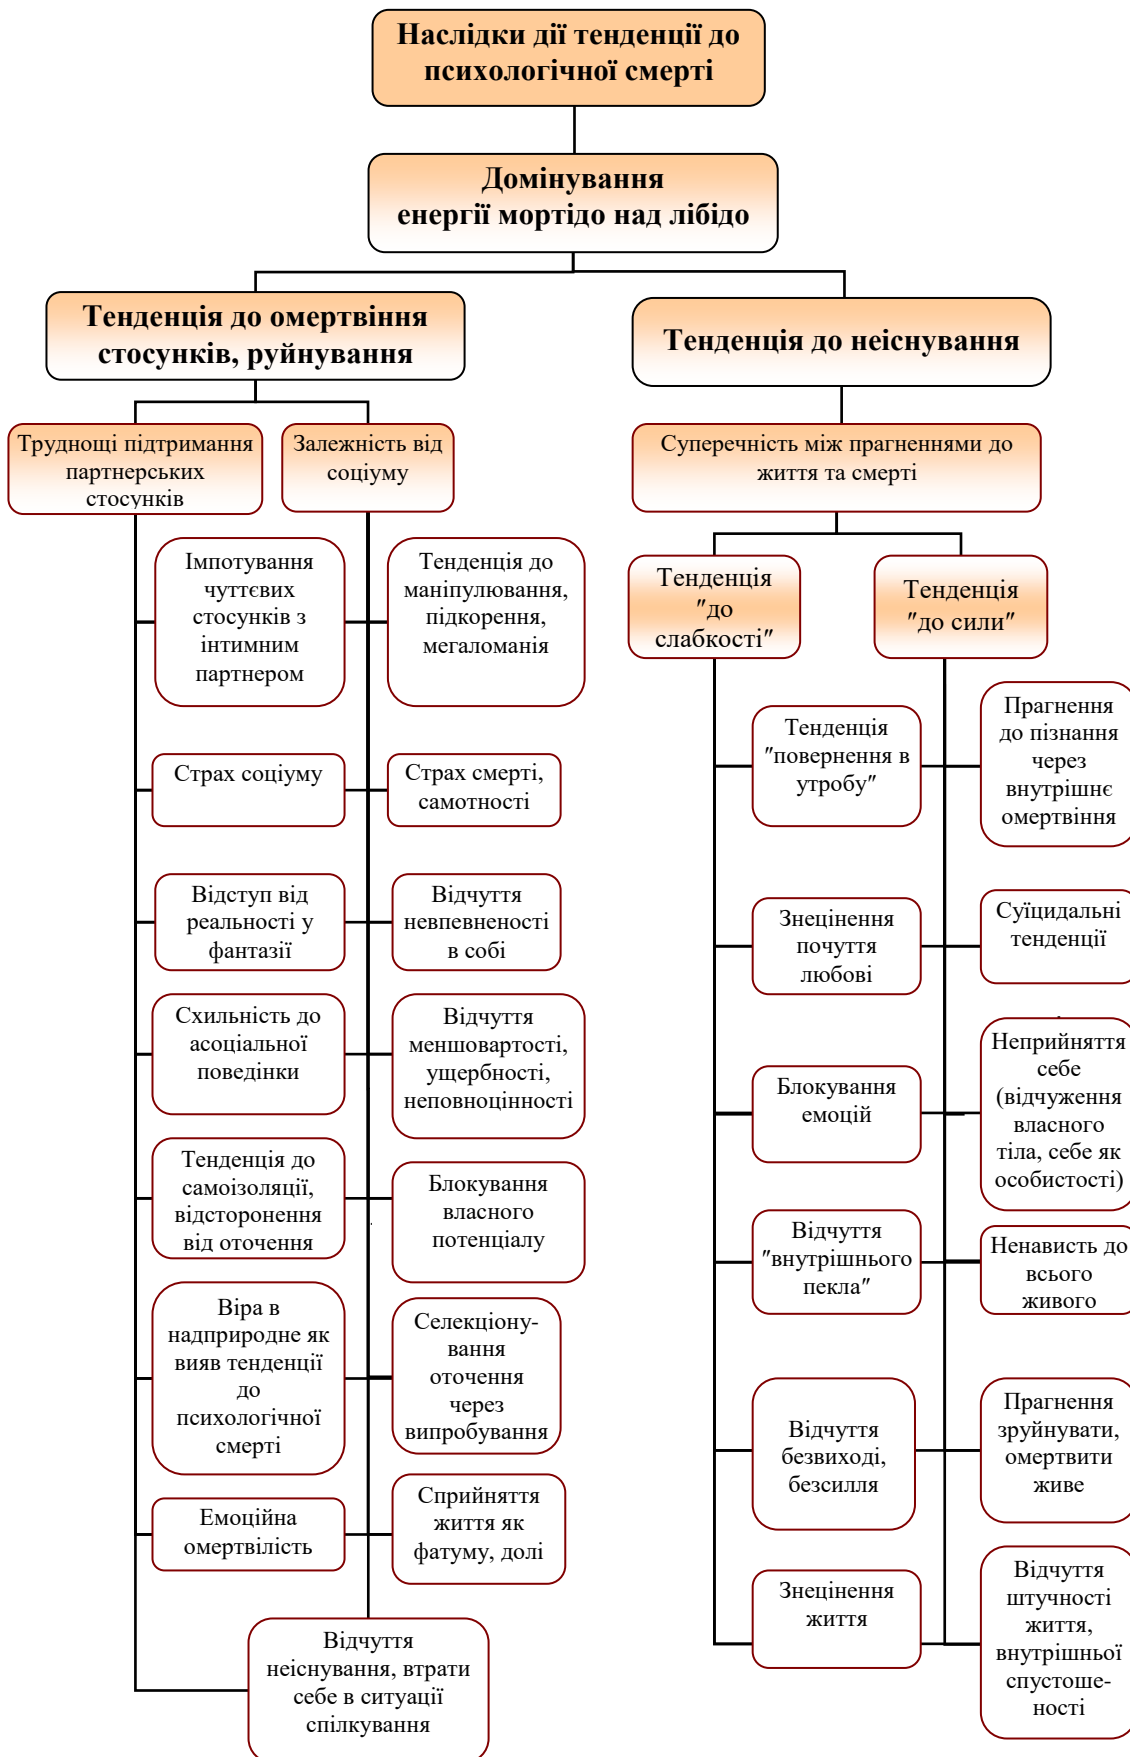 Наслідки дії тенденції до
психологічної смерті
Домінування
енергії мортідо над лібідо
Тенденція до омертвіння
стосунків, руйнування
Тенденція до неіснування
Труднощі підтримання
партнерських
стосунків
Залежність від
соціуму
Суперечність між прагненнями до
життя та смерті
Імпотування
чуттєвих
стосунків з
інтимним
партнером
Тенденція до
маніпулювання,
підкорення,
мегаломанія
Тенденція
"до
слабкості"
Тенденція
"до сили"
Страх соціуму
Страх смерті,
самотності
Тенденція
"повернення в
утробу"
Прагнення
до пізнання
через
внутрішнє
омертвіння
Відступ від
реальності у
фантазії
Відчуття
невпевненості
в собі
Знецінення
почуття
любові
Суїцидальні
тенденції
Схильність до
асоціальної
поведінки
Відчуття
меншовартості,
ущербності,
неповноцінності
Блокування
емоцій
Неприйняття
себе
(відчуження
власного
тіла, себе як
особистості)
Тенденція до
самоізоляції,
відсторонення
від оточення
Блокування
власного
потенціалу
Відчуття
"внутрішнього
пекла"
Ненависть до
всього
живого
Віра в
надприродне як
вияв тенденції
до
психологічної
смерті
Селекціону-
вання
оточення
через
випробування
Відчуття
безвиході,
безсилля
Прагнення
зруйнувати,
омертвити
живе
Емоційна
омертвілість
Сприйняття
життя як
фатуму, долі
Знецінення
життя
Відчуття
штучності
життя,
внутрішньої
спустоше-
ності
Відчуття
неіснування, втрати
себе в ситуації
спілкування